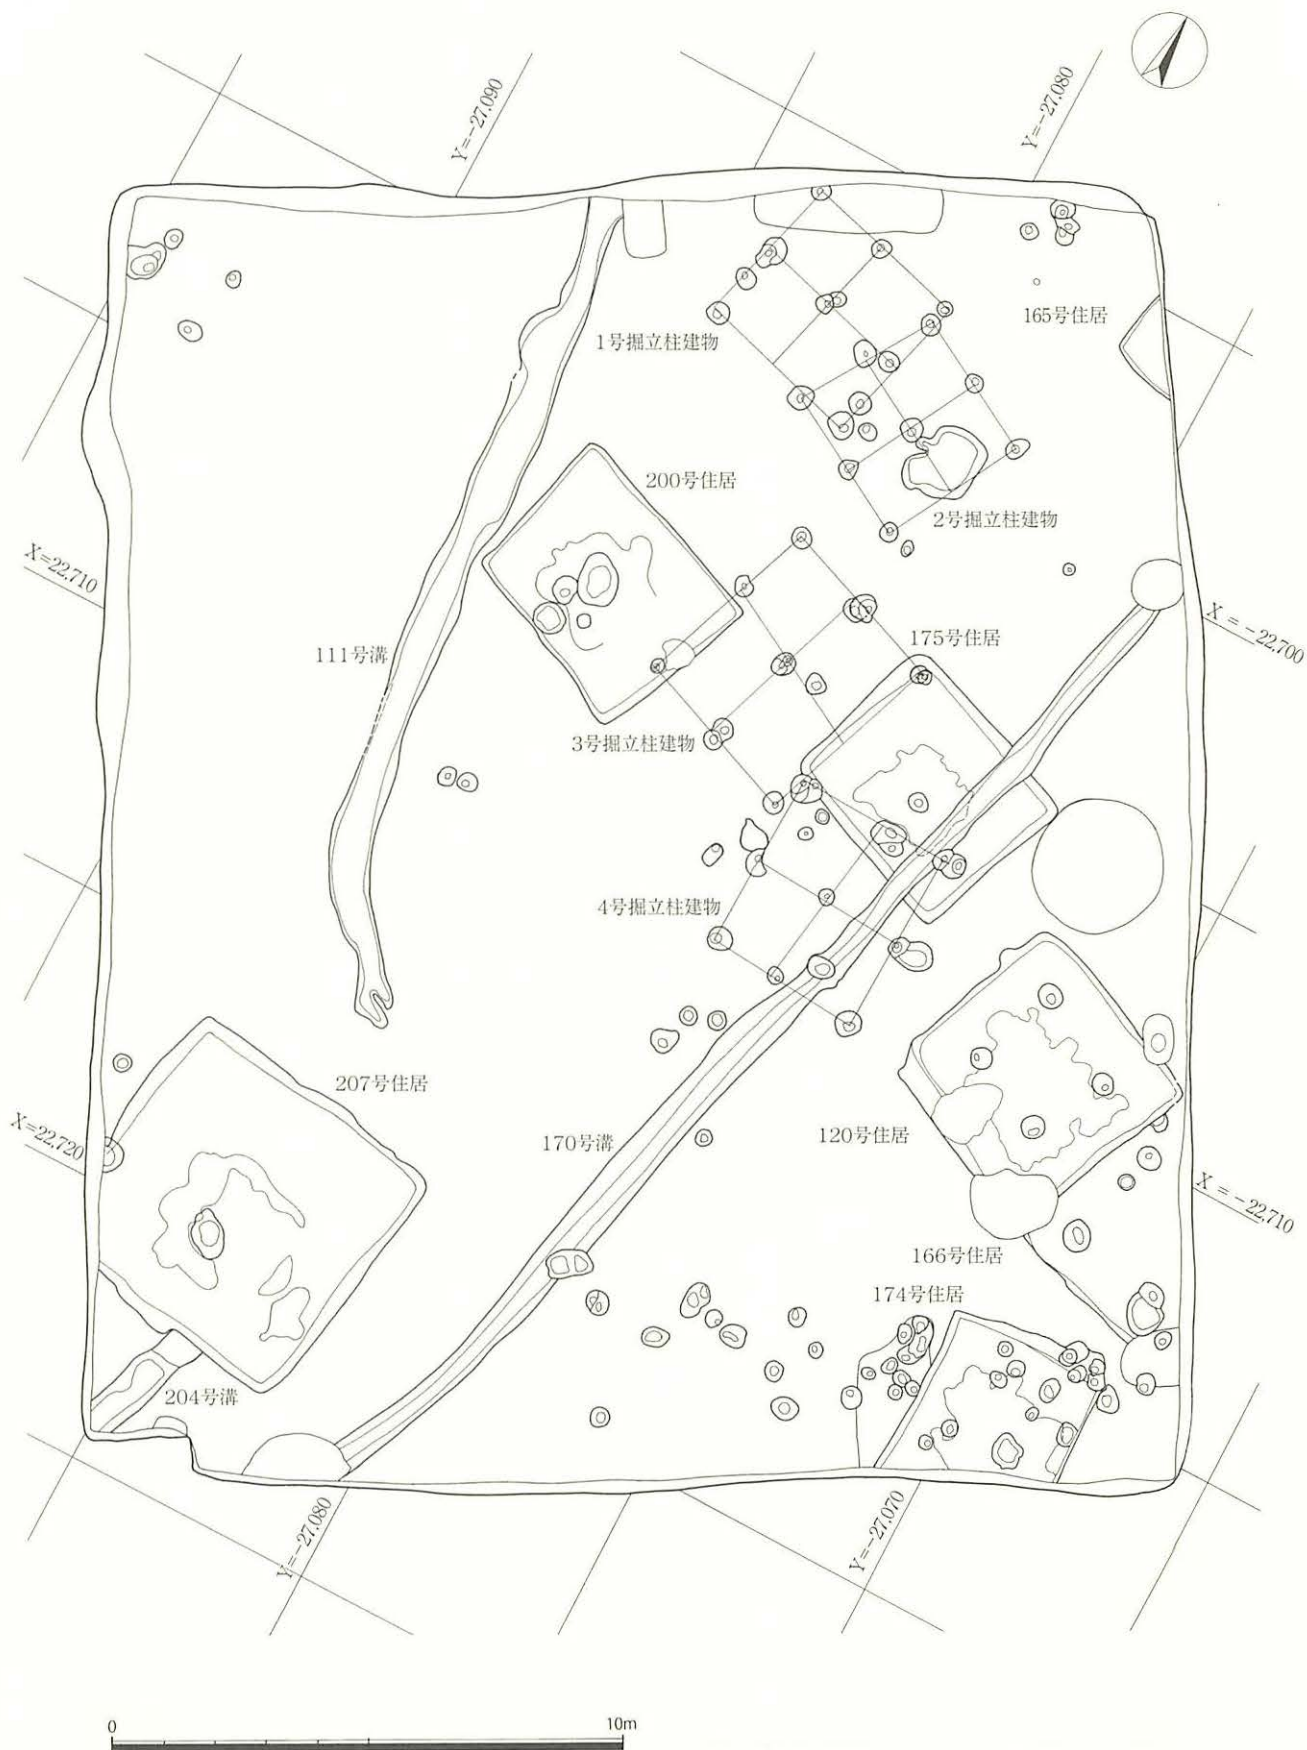 Y=-27.090
Y=-27.080
1号掘立柱建物
165号住居
200号住居
2号掘立柱建物
X=22.710
X = -22.700
111号溝
175号住居
3号掘立柱建物
4号掘立柱建物
207号住居
X=22.720
170号溝
120号住居
X = -22.710
166号住居
174号住居
204号溝
Y=-27.080
Y=-27.070
0 10m